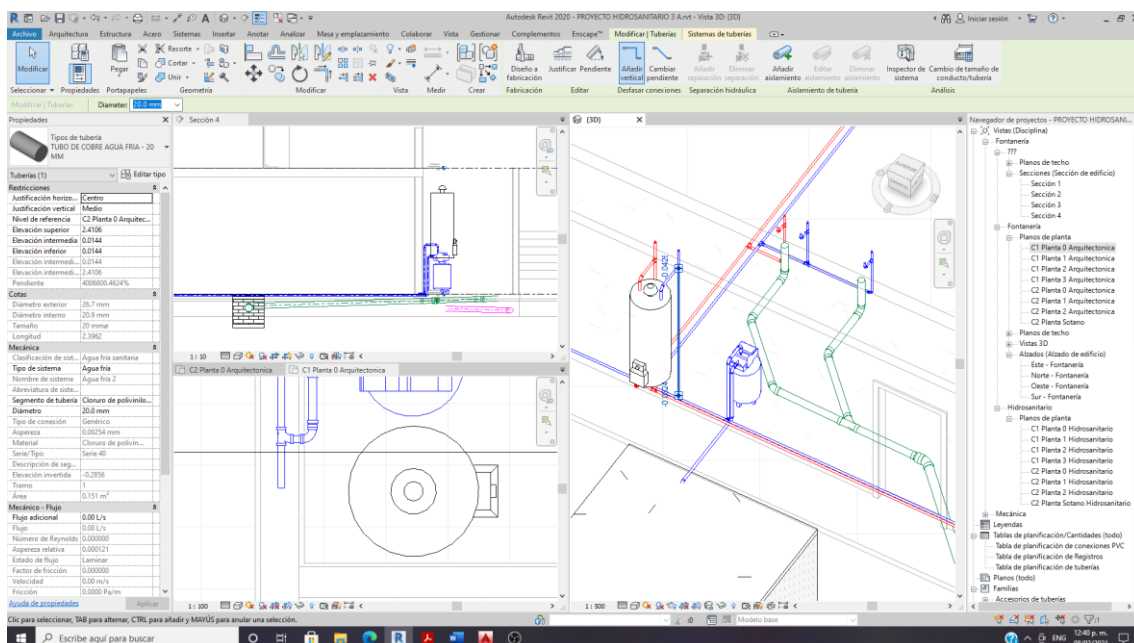 Autodesk Revit 2020 - PROYECTO HIDROSANITARIO 3 A.rvt - Vista 3D: {3D}
Iniciar sesión
Archivo Arquitectura Estructura Acero Sistemas Insertar Anotar Analizar Masa y emplazamiento Colaborar Vista Gestionar Complementos Enscape™ Modificar | Tuberías Sistemas de tuberías
Modificar
Pegar
Recorte
Cortar
Unir
Diseño a fabricación
Justificar Pendiente
Añadir vertical
Cambiar pendiente
Añadir separación
Eliminar separación
Añadir aislamiento
Editar aislamiento
Eliminar aislamiento
Inspector de sistema
Cambio de tamaño de conducto/tubería
Seleccionar Propiedades Portapapeles Geometría Modificar Vista Medir Crear Fabricación Editar Desfasar conexiones Separación hidráulica Aislamiento de tubería Análisis
Modificar | Tuberías Diameter: 20.0 mm
Propiedades
Tipos de tubería
TUBO DE COBRE AGUA FRIA - 20 MM
Tuberías (1) Editar tipo
Restricciones
Justificación horizo... Centro
Justificación vertical Medio
Nivel de referencia C2 Planta 0 Arquitec...
Elevación superior 2.4106
Elevación intermedia 0.0144
Elevación inferior 0.0144
Elevación intermedi... 0.0144
Elevación intermedi... 2.4106
Pendiente 4006800.4624%
Cotas
Diámetro exterior 26.7 mm
Diámetro interno 20.9 mm
Tamaño 20 mmø
Longitud 2.3962
Mecánica
Clasificación de sist... Agua fría sanitaria
Tipo de sistema Agua fría
Nombre de sistema Agua fría 2
Abreviatura de siste...
Segmento de tubería Cloruro de polivinilo...
Diámetro 20.0 mm
Tipo de conexión Genérico
Aspereza 0.00254 mm
Material Cloruro de polivin...
Serie/Tipo Serie 40
Descripción de seg...
Elevación invertida -0.2856
Tramo 1
Área 0.151 m²
Mecánico - Flujo
Flujo adicional 0.00 L/s
Flujo 0.00 L/s
Número de Reynolds 0.000000
Aspereza relativa 0.000121
Estado de flujo Laminar
Factor de fricción 0.000000
Velocidad 0.00 m/s
Fricción 0.0000 Pa/m
Ayuda de propiedades Aplicar
Sección 4
1 : 10
C2 Planta 0 Arquitectonica C1 Planta 0 Arquitectonica
1 : 100
{3D}
-0.0426
1 : 500
Navegador de proyectos - PROYECTO HIDROSANI...
Vistas (Disciplina)
Fontanería
???
Planos de techo
Secciones (Sección de edificio)
Sección 1
Sección 2
Sección 3
Sección 4
Fontanería
Planos de planta
C1 Planta 0 Arquitectonica
C1 Planta 1 Arquitectonica
C1 Planta 2 Arquitectonica
C1 Planta 3 Arquitectonica
C2 Planta 0 Arquitectonica
C2 Planta 1 Arquitectonica
C2 Planta 2 Arquitectonica
C2 Planta Sotano
Planos de techo
Vistas 3D
Alzados (Alzado de edificio)
Este - Fontanería
Norte - Fontanería
Oeste - Fontanería
Sur - Fontanería
Hidrosanitario
Planos de planta
C1 Planta 0 Hidrosanitario
C1 Planta 1 Hidrosanitario
C1 Planta 2 Hidrosanitario
C1 Planta 3 Hidrosanitario
C2 Planta 0 Hidrosanitario
C2 Planta 1 Hidrosanitario
C2 Planta 2 Hidrosanitario
C2 Planta Sotano Hidrosanitario
Mecánica
Leyendas
Tablas de planificación/Cantidades (todo)
Tabla de planificación de conexiones PVC
Tabla de planificación de Registros
Tabla de planificación de tuberías
Planos (todo)
Familias
Accesorios de tuberías
Clic para seleccionar, TAB para alternar, CTRL para añadir y MAYÚS para anular una selección.
Modelo base
Escribe aquí para buscar
ENG 12:40 p. m.